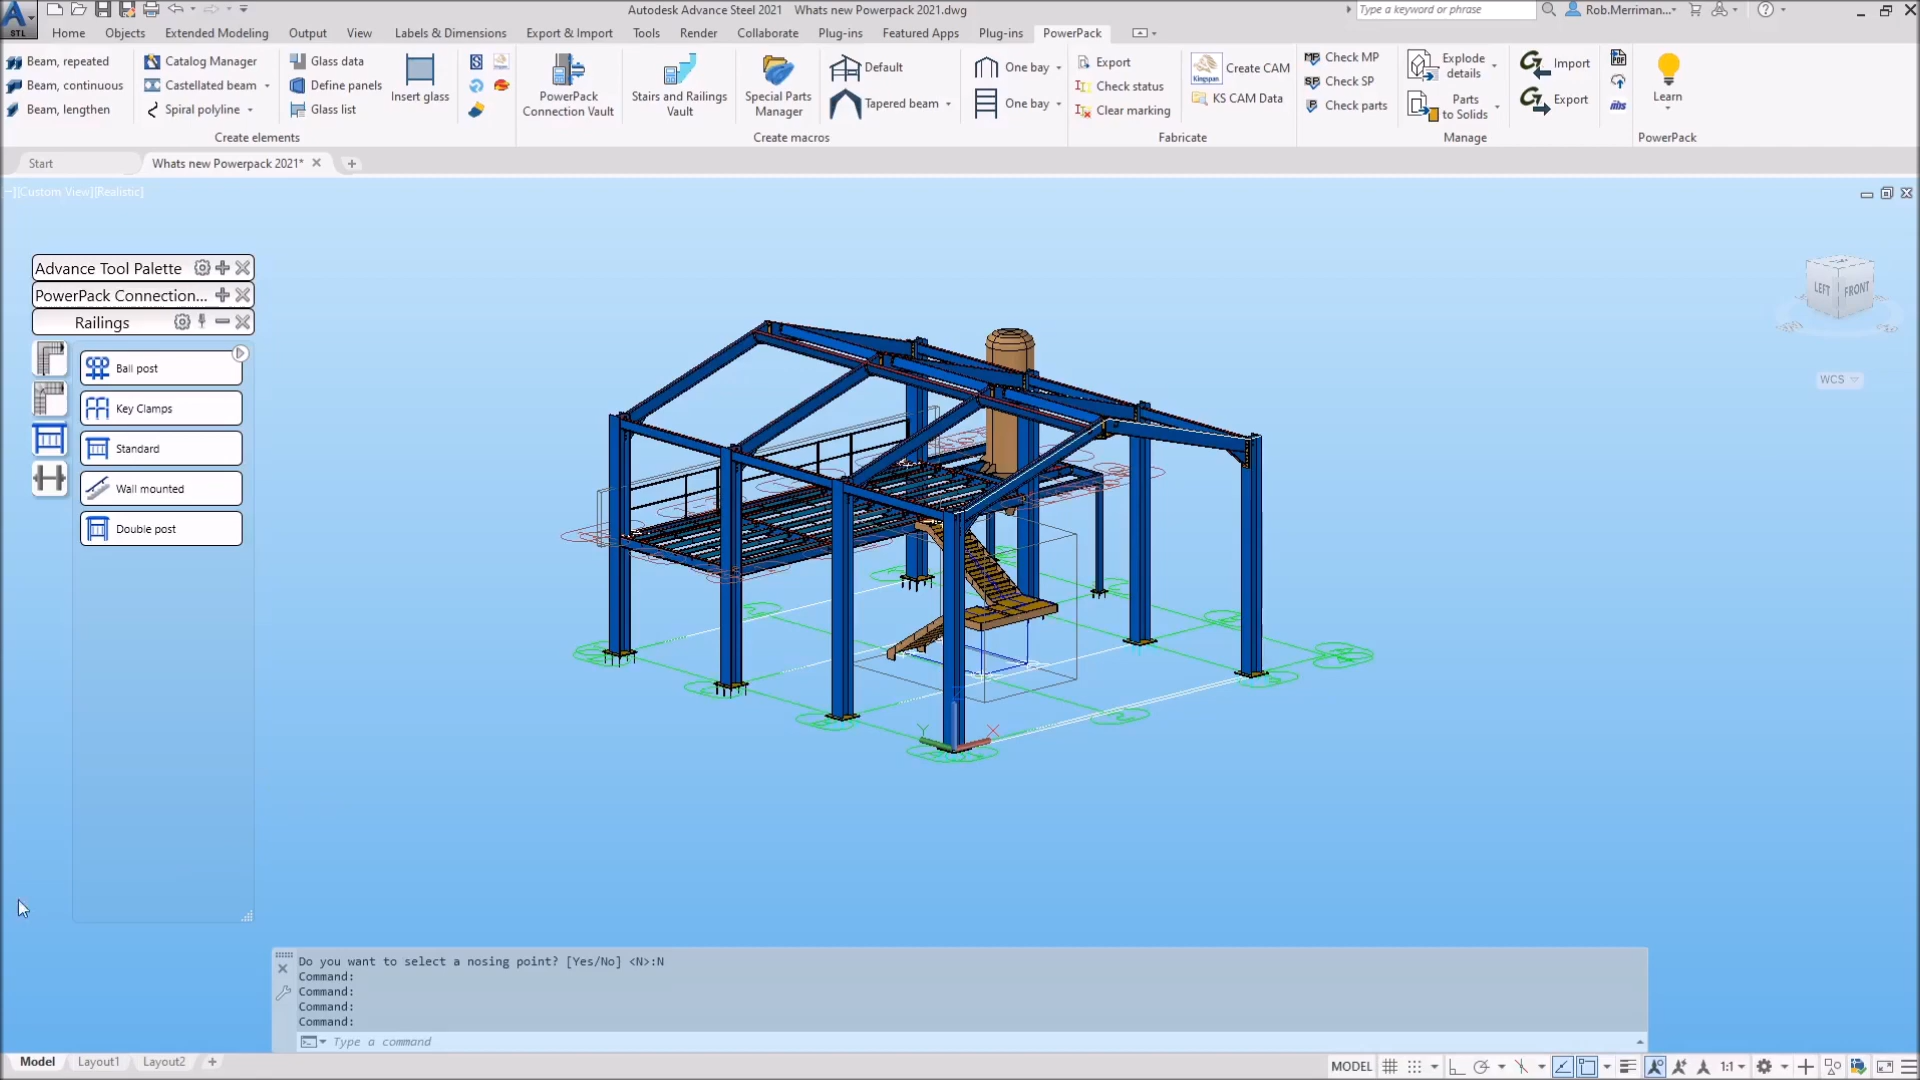 Autodesk Advance Steel 2021 Whats new Powerpack 2021.dwg
Type a keyword or phrase
Rob.Merriman...
STL
Home Objects Extended Modeling Output View Labels & Dimensions Export & Import Tools Render Collaborate Plug-ins Featured Apps Plug-ins PowerPack
Beam, repeated
Beam, continuous
Beam, lengthen
Catalog Manager
Castellated beam
Spiral polyline
Glass data
Define panels
Glass list
Insert glass
Create elements
PowerPack
Connection Vault
Stairs and Railings
Vault
Special Parts
Manager
Default
Tapered beam
One bay
One bay
Create macros
Export
Check status
Clear marking
Kingspan
Create CAM
KS CAM Data
Fabricate
MP Check MP
SP Check SP
P Check parts
Explode
details
Parts
to Solids
Import
Export
PDF
Manage
Learn
PowerPack
Start
Whats new Powerpack 2021*
[Custom View][Realistic]
LEFT
FRONT
WCS
Advance Tool Palette
PowerPack Connection...
Railings
Ball post
Key Clamps
Standard
Wall mounted
Double post
Y
X
Do you want to select a nosing point? [Yes/No] <N>:N
Command:
Command:
Command:
Command:
Type a command
Model Layout1 Layout2
MODEL
1:1